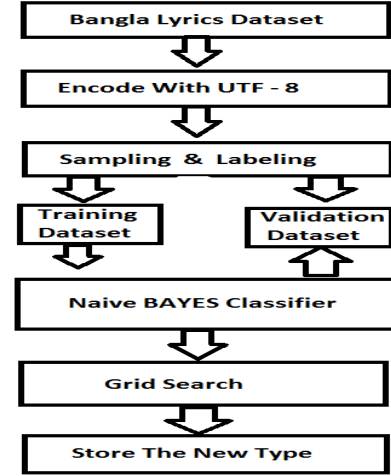 Bangla Lyrics Dataset
Encode With UTF - 8
Sampling & Labeling
Training
Dataset
Validation
Dataset
Naive BAYES Classifier
Grid Search
Store The New Type